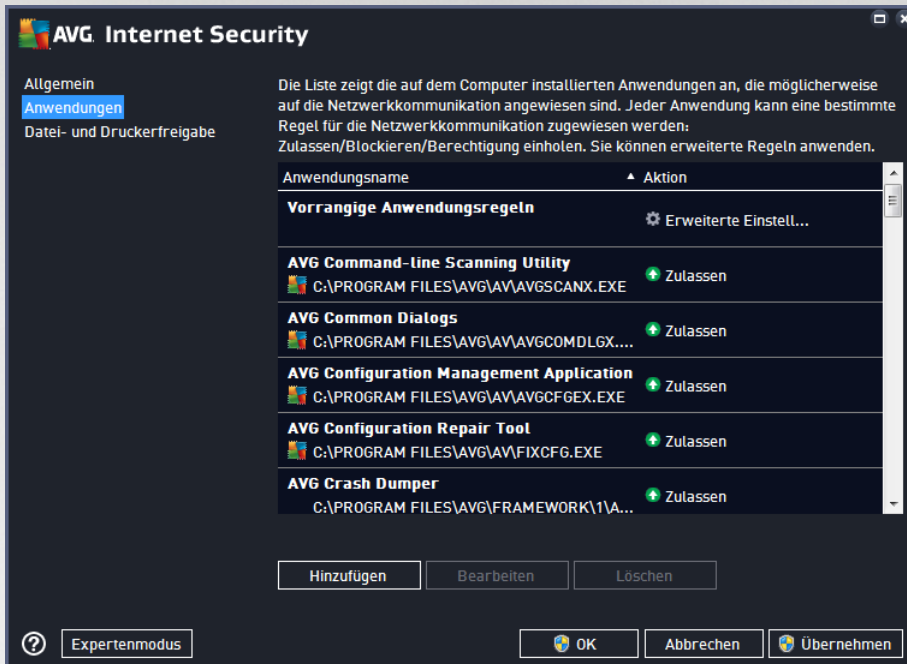 AVG Internet Security
Allgemein
Anwendungen
Datei- und Druckerfreigabe
Die Liste zeigt die auf dem Computer installierten Anwendungen an, die möglicherweise
auf die Netzwerkkommunikation angewiesen sind. Jeder Anwendung kann eine bestimmte
Regel für die Netzwerkkommunikation zugewiesen werden:
Zulassen/Blockieren/Berechtigung einholen. Sie können erweiterte Regeln anwenden.
Anwendungsname Aktion
Vorrangige Anwendungsregeln
Erweiterte Einstell...
AVG Command-line Scanning Utility
C:\PROGRAM FILES\AVG\AV\AVGSCANX.EXE
Zulassen
AVG Common Dialogs
C:\PROGRAM FILES\AVG\AV\AVGCOMDLGX....
Zulassen
AVG Configuration Management Application
C:\PROGRAM FILES\AVG\AV\AVGCFGEX.EXE
Zulassen
AVG Configuration Repair Tool
C:\PROGRAM FILES\AVG\AV\FIXCFG.EXE
Zulassen
AVG Crash Dumper
C:\PROGRAM FILES\AVG\FRAMEWORK\1\A...
Zulassen
Hinzufügen Bearbeiten Löschen
? Expertenmodus OK Abbrechen Übernehmen